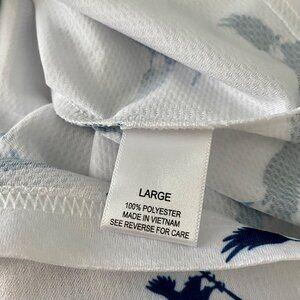 LARGE
100% POLYESTER
MADE IN VIETNAM
SEE REVERSE FOR CARE